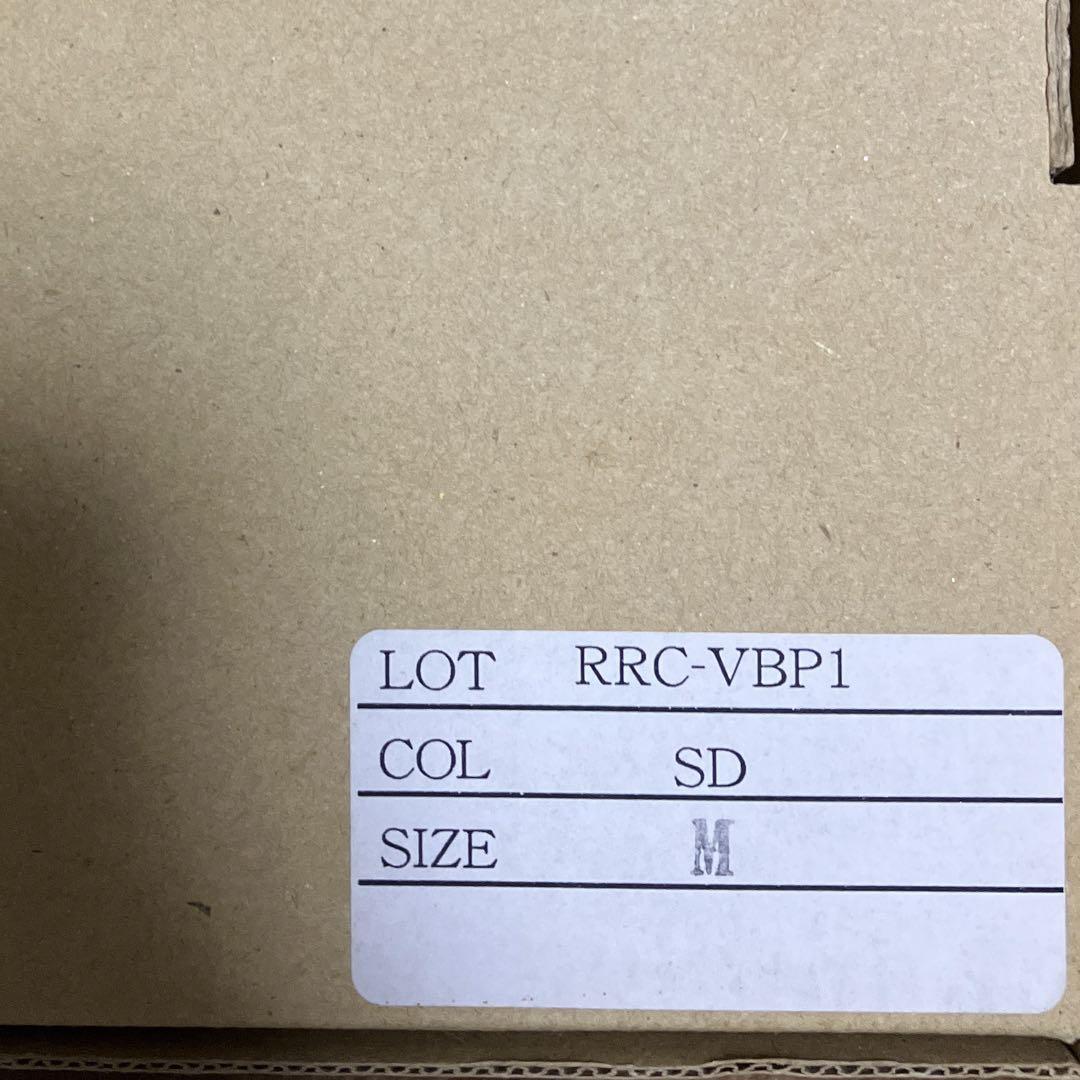 LOT RRC-VBP1
COL SD
SIZE M